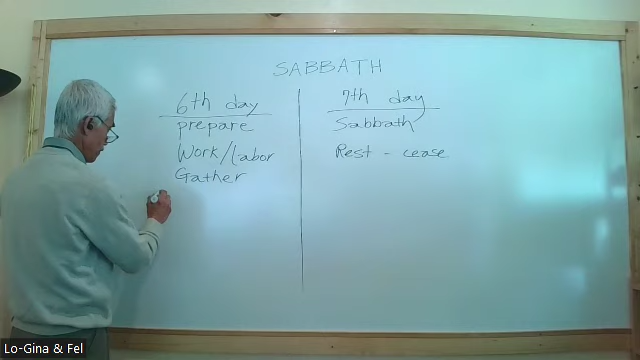 SABBATH
6th day
prepare
Work/Labor
Gather
7th day
Sabbath
Rest - cease
Lo-Gina & Fel